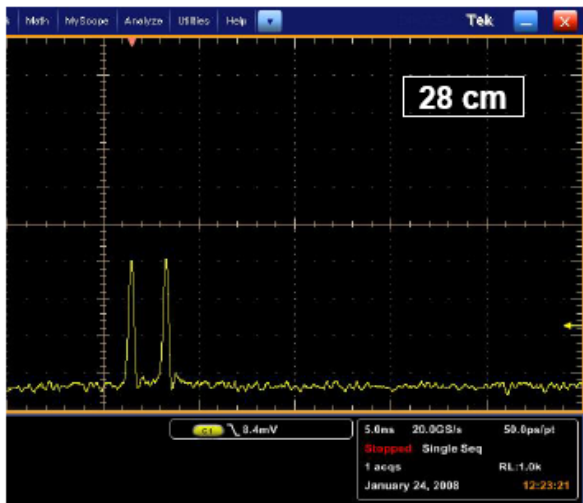 Math MyScope Analyze Utilities Help Tek
28 cm
C1 8.4mV
5.0ns 20.0GS/s 50.0ps/pt
Stopped Single Seq
1 acqs RL:1.0k
January 24, 2008 12:23:21